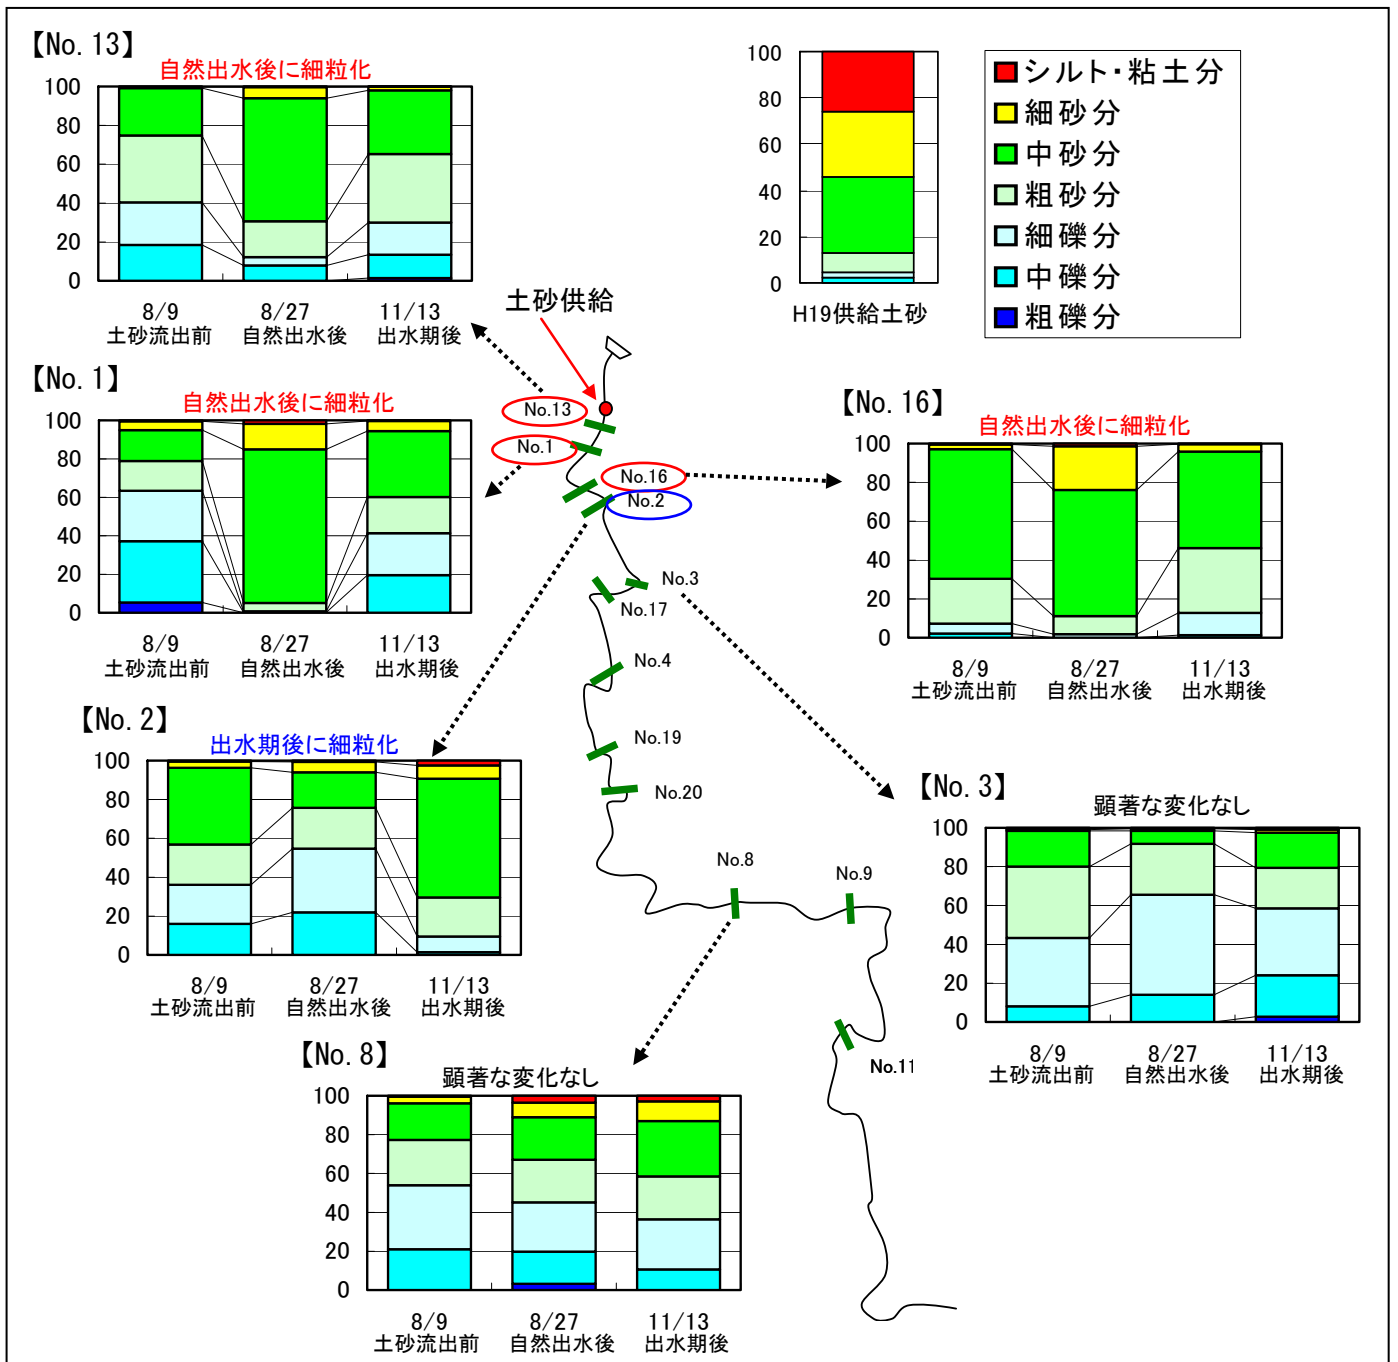 【No. 13】
自然出水後に細粒化
100
80
60
40
20
0
8/9
土砂流出前
8/27
自然出水後
11/13
出水期後
100
80
60
40
20
0
H19供給土砂
シルト・粘土分
細砂分
中砂分
粗砂分
細礫分
中礫分
粗礫分
土砂供給
No.13
No.1
No.16
No.2
No.3
No.17
No.4
No.19
No.20
No.8
No.9
No.11
【No. 1】
自然出水後に細粒化
100
80
60
40
20
0
8/9
土砂流出前
8/27
自然出水後
11/13
出水期後
【No. 16】
自然出水後に細粒化
100
80
60
40
20
0
8/9
土砂流出前
8/27
自然出水後
11/13
出水期後
【No. 2】
出水期後に細粒化
100
80
60
40
20
0
8/9
土砂流出前
8/27
自然出水後
11/13
出水期後
【No. 3】
顕著な変化なし
100
80
60
40
20
0
8/9
土砂流出前
8/27
自然出水後
11/13
出水期後
【No. 8】
顕著な変化なし
100
80
60
40
20
0
8/9
土砂流出前
8/27
自然出水後
11/13
出水期後